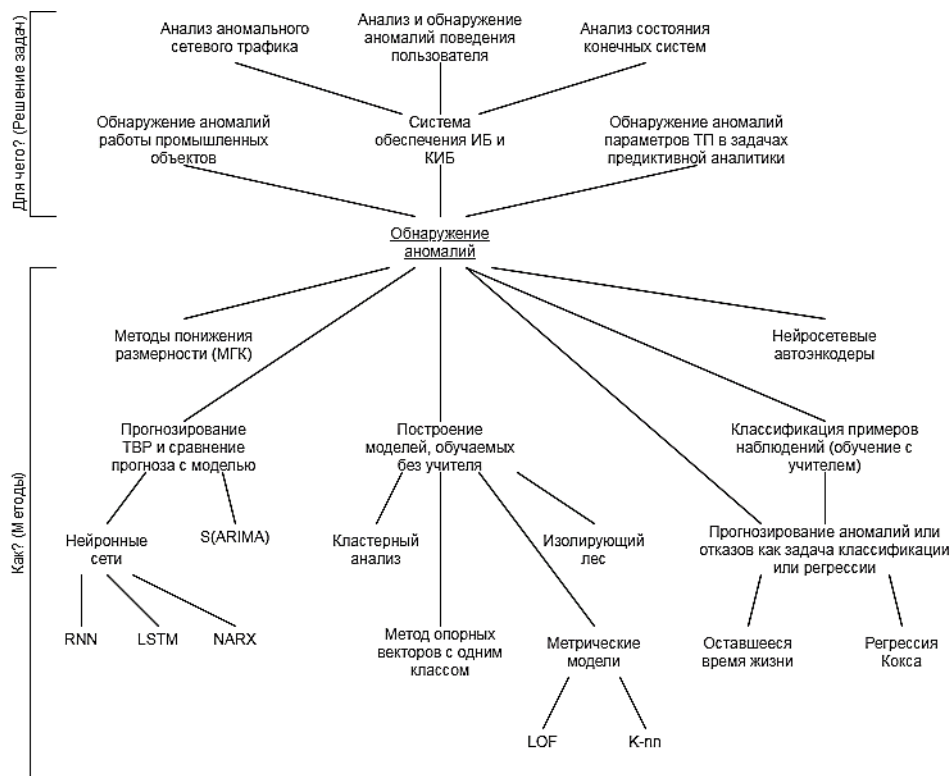 Для чего? (Решение задач)
Анализ аномального
сетевого трафика
Анализ и обнаружение
аномалий поведения
пользователя
Анализ состояния
конечных систем
Обнаружение аномалий
работы промышленных
объектов
Система
обеспечения ИБ и
КИБ
Обнаружение аномалий
параметров ТП в задачах
предиктивной аналитики
Обнаружение
аномалий
Как? (Методы)
Методы понижения
размерности (МГК)
Нейросетевые
автоэнкодеры
Прогнозирование
ТВР и сравнение
прогноза с моделью
Построение
моделей, обучаемых
без учителя
Классификация примеров
наблюдений (обучение с
учителем)
Нейронные
сети
S(ARIMA)
Кластерный
анализ
Изолирующий
лес
Прогнозирование аномалий или
отказов как задача классификации
или регрессии
RNN
LSTM
NARX
Метод опорных
векторов с одним
классом
Метрические
модели
Оставшееся
время жизни
Регрессия
Кокса
LOF
K-nn